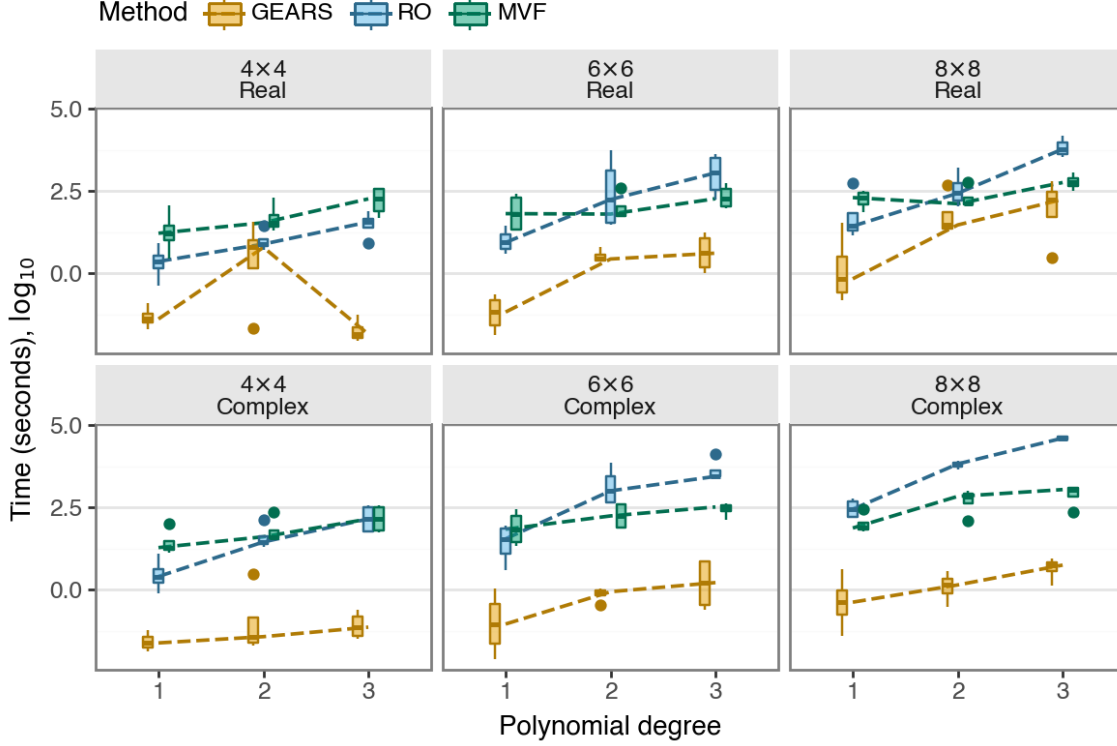 Method GEARS RO MVF
4×4 6×6 8×8
Real Real Real
5.0
2.5
0.0
4×4 6×6 8×8
Complex Complex Complex
5.0
2.5
0.0
Time (seconds), log10
1 2 3 1 2 3 1 2 3
Polynomial degree